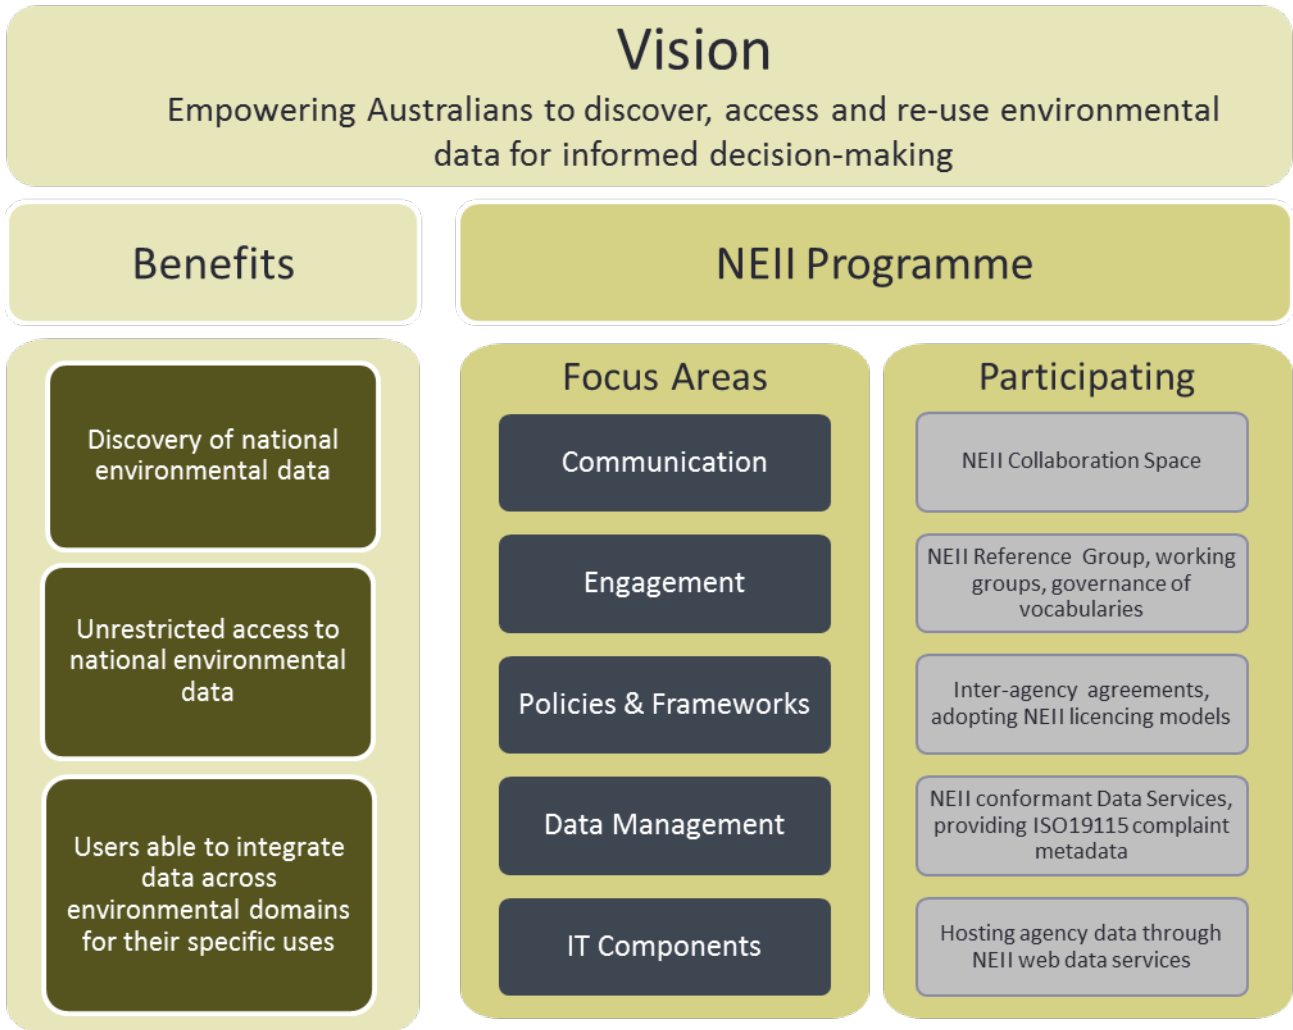 Vision
Empowering Australians to discover, access and re-use environmental
data for informed decision-making
Benefits
NEII Programme
Discovery of national
environmental data
Unrestricted access to
national environmental
data
Users able to integrate
data across
environmental domains
for their specific uses
Focus Areas
Communication
Engagement
Policies & Frameworks
Data Management
IT Components
Participating
NEII Collaboration Space
NEII Reference Group, working
groups, governance of
vocabularies
Inter-agency agreements,
adopting NEII licencing models
NEII conformant Data Services,
providing ISO19115 complaint
metadata
Hosting agency data through
NEII web data services